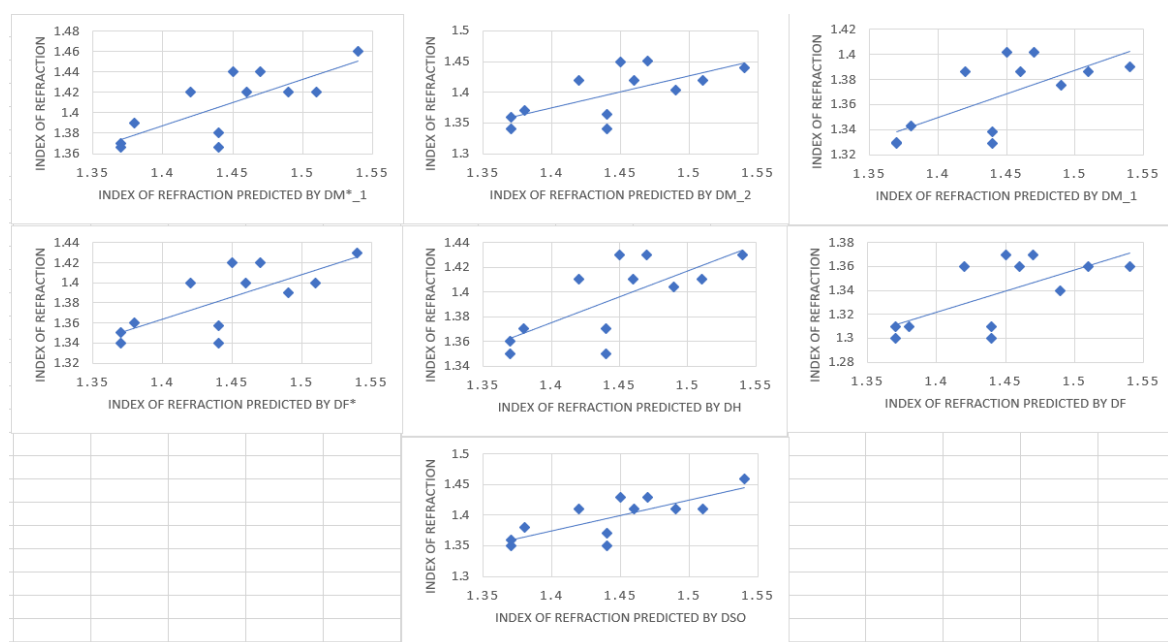 INDEX OF REFRACTION
1.48
1.46
1.44
1.42
1.4
1.38
1.36
1.35 1.4 1.45 1.5 1.55
INDEX OF REFRACTION PREDICTED BY DM*_1
INDEX OF REFRACTION
1.5
1.45
1.4
1.35
1.3
1.35 1.4 1.45 1.5 1.55
INDEX OF REFRACTION PREDICTED BY DM_2
INDEX OF REFRACTION
1.42
1.4
1.38
1.36
1.34
1.32
1.35 1.4 1.45 1.5 1.55
INDEX OF REFRACTION PREDICTED BY DM_1
INDEX OF REFRACTION
1.44
1.42
1.4
1.38
1.36
1.34
1.32
1.35 1.4 1.45 1.5 1.55
INDEX OF REFRACTION PREDICTED BY DF*
INDEX OF REFRACTION
1.44
1.42
1.4
1.38
1.36
1.34
1.35 1.4 1.45 1.5 1.55
INDEX OF REFRACTION PREDICTED BY DH
INDEX OF REFRACTION
1.38
1.36
1.34
1.32
1.3
1.28
1.35 1.4 1.45 1.5 1.55
INDEX OF REFRACTION PREDICTED BY DF
INDEX OF REFRACTION
1.5
1.45
1.4
1.35
1.3
1.35 1.4 1.45 1.5 1.55
INDEX OF REFRACTION PREDICTED BY DSO